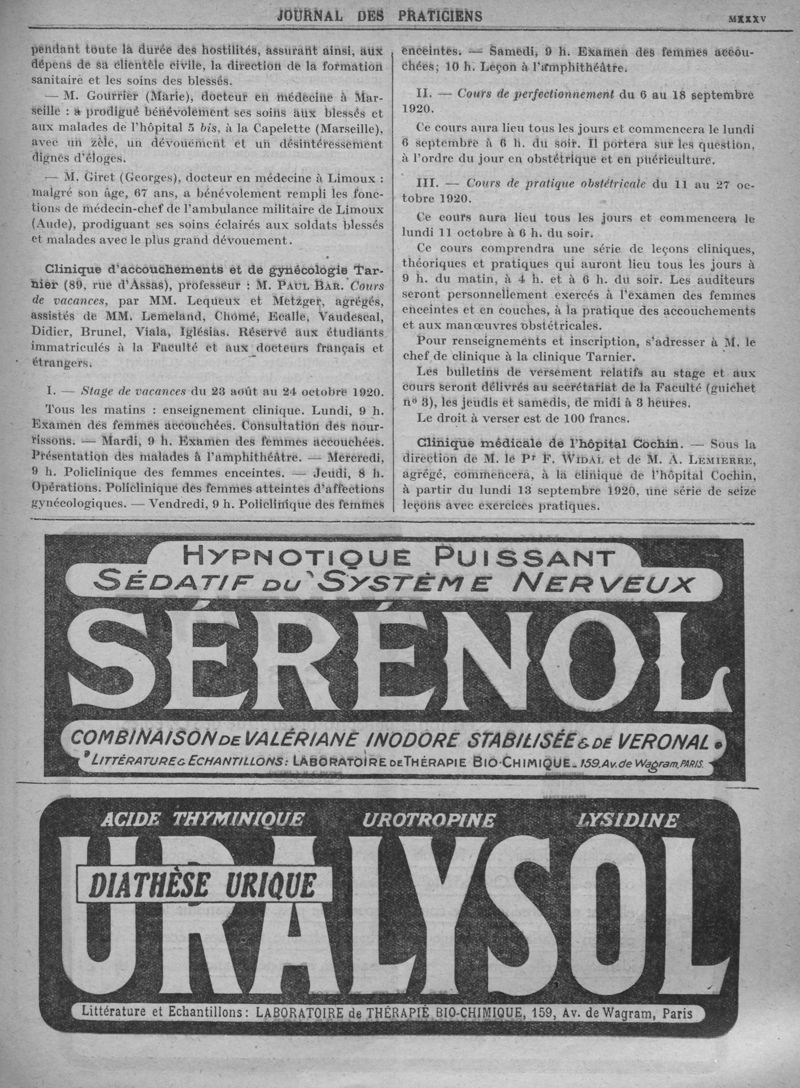 JOURNAL DES PRATICIENS
MXXXV
pendant toute la durée des hostilités, assurant ainsi, aux
dépens de sa clientèle civile, la direction de la formation
sanitaire et les soins des blessés.
— M. Gourrier (Marie), docteur en médecine à Mar-
seille : a prodigué bénévolement ses soins aux blessés et
aux malades de l'hôpital 5 bis, à la Capelette (Marseille),
avec un zèle, un dévouement et un désintéressement
dignes d'éloges.
— M. Giret (Georges), docteur en médecine à Limoux :
malgré son âge, 67 ans, a bénévolement rempli les fonc-
tions de médecin-chef de l'ambulance militaire de Limoux
(Aude), prodiguant ses soins éclairés aux soldats blessés
et malades avec le plus grand dévouement.
Clinique d'accouchements et de gynécologie Tar-
nier (89, rue d'Assas), professeur : M. PAUL BAR. Cours
de vacances, par MM. Lequeux et Metzger, agrégés,
assistés de MM. Lemeland, Chomé, Ecalle, Vaudescal,
Didier, Brunel, Viala, Iglésias. Réservé aux étudiants
immatriculés à la Faculté et aux docteurs français et
étrangers.
I. — Stage de vacances du 23 août au 24 octobre 1920.
Tous les matins : enseignement clinique. Lundi, 9 h.
Examen des femmes accouchées. Consultation des nour-
rissons. — Mardi, 9 h. Examen des femmes accouchées.
Présentation des malades à l'amphithéâtre. — Mercredi,
9 h. Policlinique des femmes enceintes. — Jeudi, 8 h.
Opérations. Policlinique des femmes atteintes d'affections
gynécologiques. — Vendredi, 9 h. Policlinique des femmes
enceintes. — Samedi, 9 h. Examen des femmes accou-
chées; 10 h. Leçon à l'amphithéâtre.
II. — Cours de perfectionnement du 6 au 18 septembre
1920.
Ce cours aura lieu tous les jours et commencera le lundi
6 septembre à 6 h. du soir. Il portera sur les question,
à l'ordre du jour en obstétrique et en puériculture.
III. — Cours de pratique obstétricale du 11 au 27 oc-
tobre 1920.
Ce cours aura lieu tous les jours et commencera le
lundi 11 octobre à 6 h. du soir.
Ce cours comprendra une série de leçons cliniques,
théoriques et pratiques qui auront lieu tous les jours à
9 h. du matin, à 4 h. et à 6 h. du soir. Les auditeurs
seront personnellement exercés à l'examen des femmes
enceintes et en couches, à la pratique des accouchements
et aux manœuvres obstétricales.
Pour renseignements et inscription, s'adresser à M. le
chef de clinique à la clinique Tarnier.
Les bulletins de versement relatifs au stage et aux
cours seront délivrés au secrétariat de la Faculté (guichet
nº 3), les jeudis et samedis, de midi à 3 heures.
Le droit à verser est de 100 francs.
Clinique médicale de l'hôpital Cochin. — Sous la
direction de M. le Pr F. WIDAL et de M. A. LEMIERRE,
agrégé, commencera, à la clinique de l'hôpital Cochin,
à partir du lundi 13 septembre 1920, une série de seize
leçons avec exercices pratiques.
HYPNOTIQUE PUISSANT
SÉDATIF DU SYSTÈME NERVEUX
SÉRÉNOL
COMBINAISON DE VALÉRIANE INODORE STABILISÉE & DE VERONAL
LITTÉRATURE & ECHANTILLONS: LABORATOIRE DE THÉRAPIE BIO-CHIMIQUE_159, Av. de Wagram, PARIS.
ACIDE THYMINIQUE UROTROPINE LYSIDINE
URALYSOL
DIATHÈSE URIQUE
Littérature et Echantillons: LABORATOIRE de THÉRAPIE BIO-CHIMIQUE, 159, Av. de Wagram, Paris